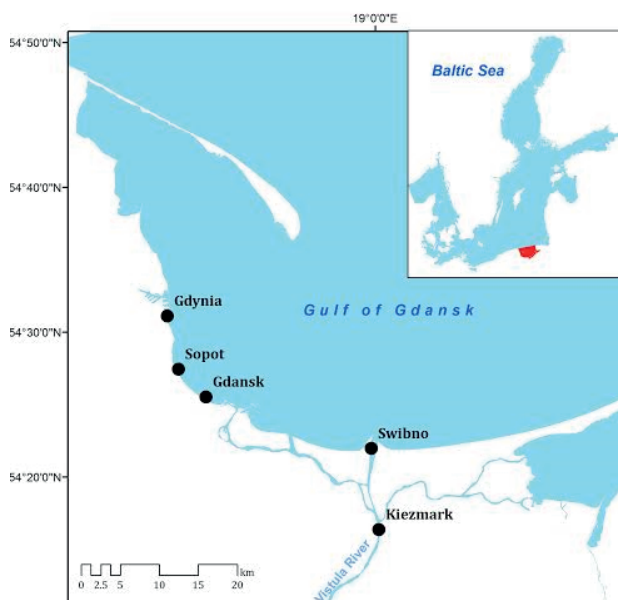 19°0'0"E
54°50'0"N
Baltic Sea
54°40'0"N
Gdynia
Gulf of Gdansk
54°30'0"N
Sopot
Gdansk
Swibno
54°20'0"N
Kiezmark
Vistula River
km
0 2.5 5 10 15 20